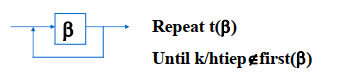 β
Repeat t(β)
Until k/htiep∉first(β)